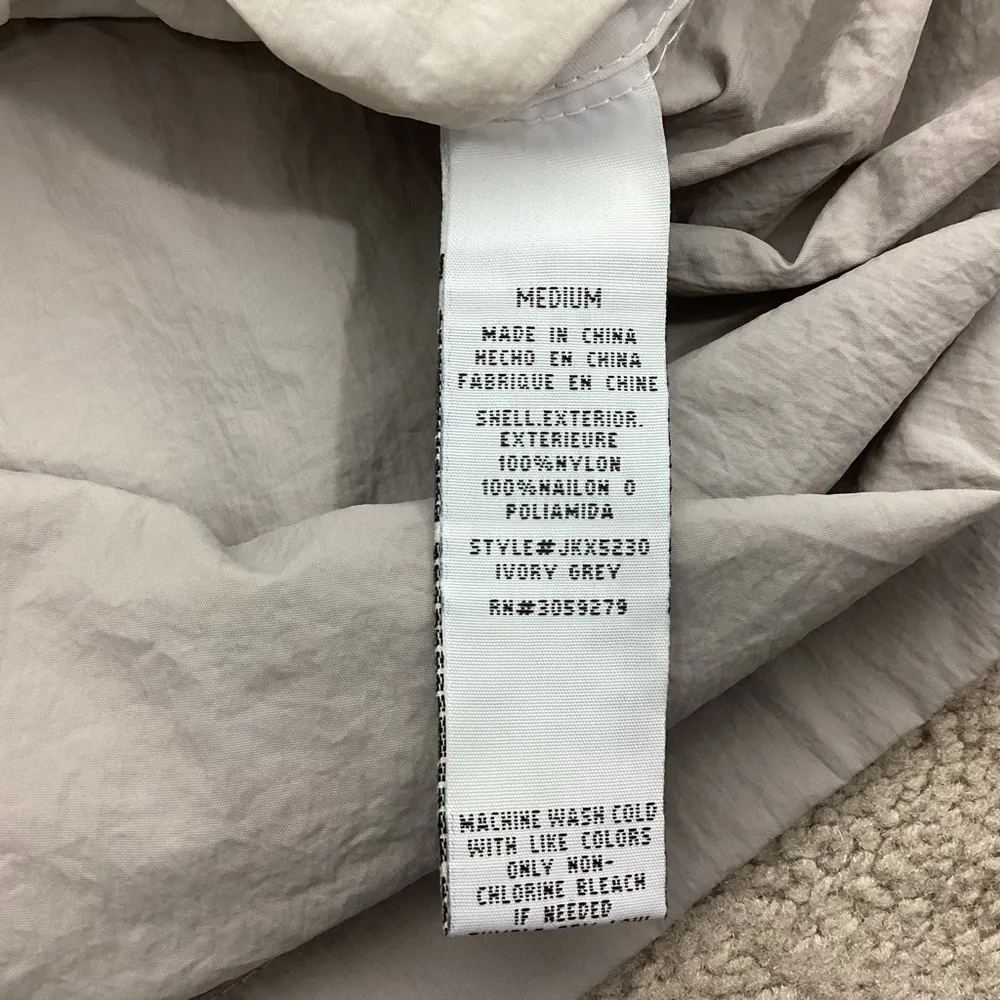 MEDIUM
MADE IN CHINA
HECHO EN CHINA
FABRIQUE EN CHINE
SHELL.EXTERIOR.
EXTERIEURE
100%NYLON
100%NAILON O
POLIAMIDA
STYLE#JKX5230
IVORY GREY
RN#3059279
MACHINE WASH COLD
WITH LIKE COLORS
ONLY NON-
CHLORINE BLEACH
IF NEEDED